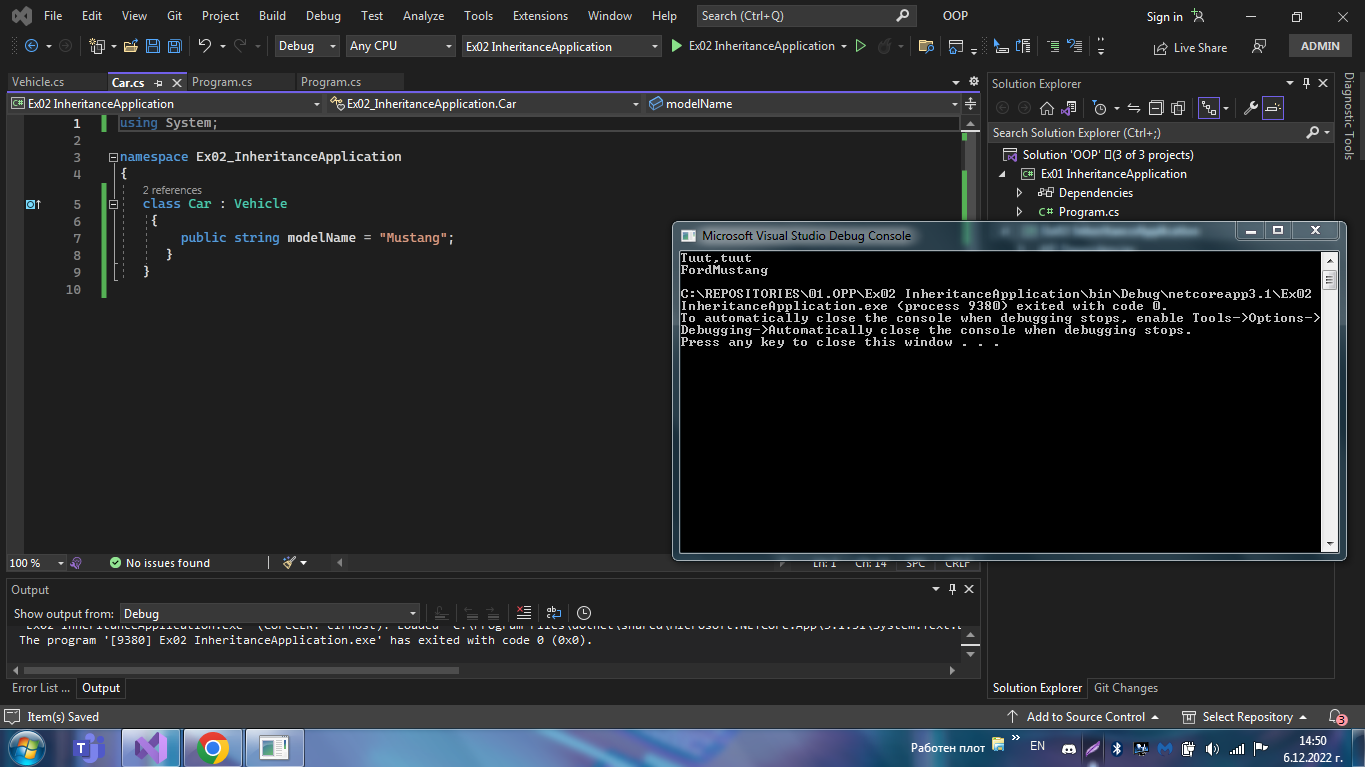 File Edit View Git Project Build Debug Test Analyze Tools Extensions Window Help Search (Ctrl+Q) OOP Sign in
Debug Any CPU Ex02 InheritanceApplication Ex02 InheritanceApplication Live Share ADMIN
Vehicle.cs Car.cs Program.cs Program.cs
Ex02 InheritanceApplication Ex02_InheritanceApplication.Car modelName
1 using System;
2
3 namespace Ex02_InheritanceApplication
4 {
2 references
5 class Car : Vehicle
6 {
7 public string modelName = "Mustang";
8 }
9 }
10
100 % No issues found Ln: 1 Ch: 14 SPC CRLF
Solution Explorer
Search Solution Explorer (Ctrl+;)
Solution 'OOP' (3 of 3 projects)
Ex01 InheritanceApplication
Dependencies
Program.cs
Diagnostic Tools
Microsoft Visual Studio Debug Console
Tuut,tuut
FordMustang
C:\REPOSITORIES\01.OPP\Ex02 InheritanceApplication\bin\Debug\netcoreapp3.1\Ex02
InheritanceApplication.exe (process 9380) exited with code 0.
To automatically close the console when debugging stops, enable Tools->Options->
Debugging->Automatically close the console when debugging stops.
Press any key to close this window . . .
Output
Show output from: Debug
The program '[9380] Ex02 InheritanceApplication.exe' has exited with code 0 (0x0).
Error List ... Output
Solution Explorer Git Changes
Item(s) Saved Add to Source Control Select Repository 3
Работен плот » EN 14:50
6.12.2022 г.